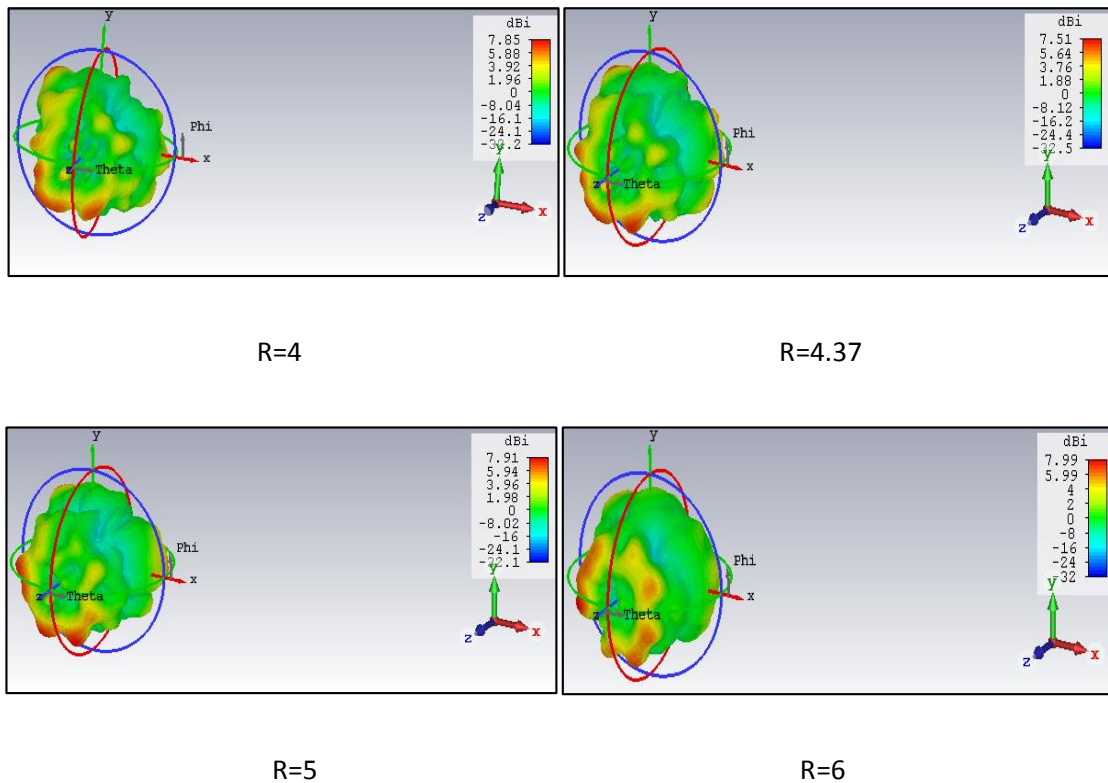 dBi
7.85
5.88
3.92
1.96
0
-8.04
-16.1
-24.1
y
Phi
x
z
Theta
y
x
z
R=4
dBi
7.51
5.64
3.76
1.88
0
-8.12
-16.2
-24.4
y
Phi
x
z
Theta
y
x
z
R=4.37
dBi
7.91
5.94
3.96
1.98
0
-8.02
-16.1
-24.1
y
Phi
x
z
Theta
y
x
z
R=5
dBi
7.99
5.99
4
2
0
-8
-16
-24
-32
y
Phi
x
z
Theta
y
x
z
R=6